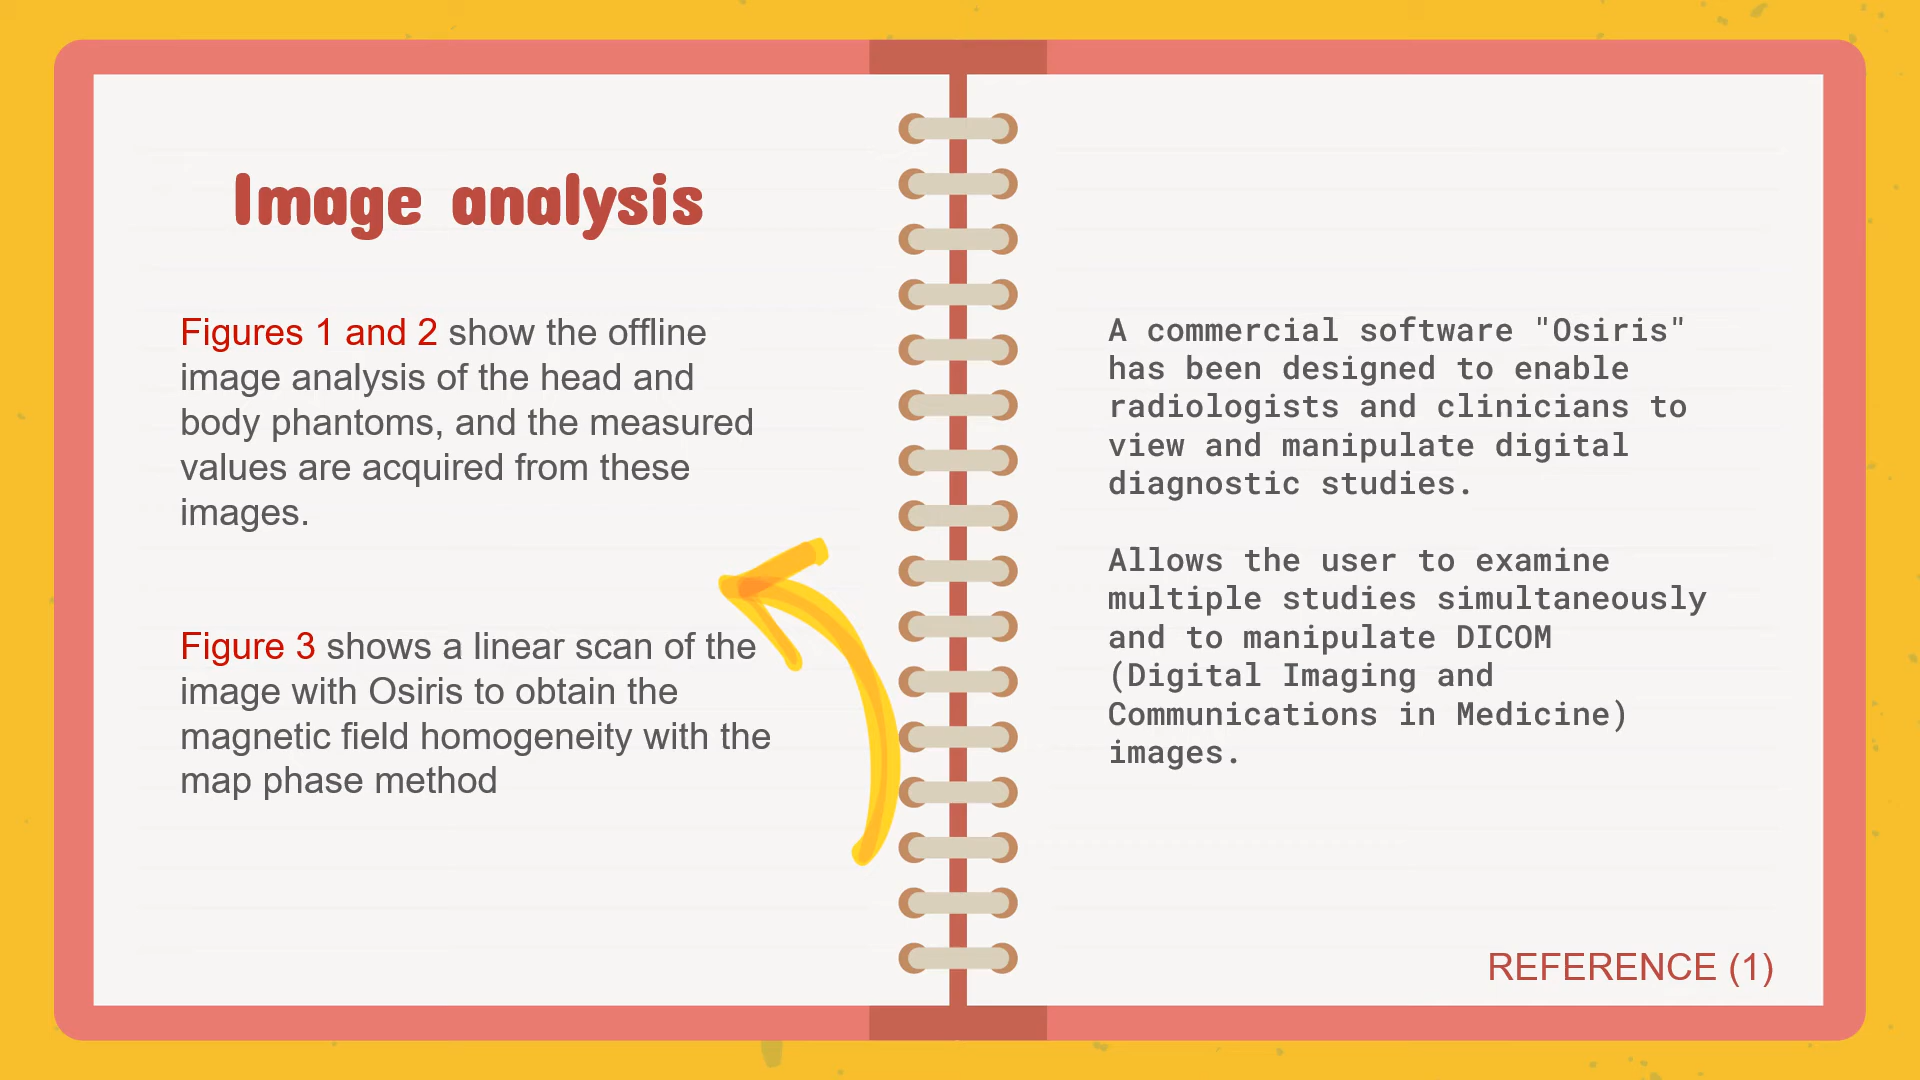 Image analysis
Figures 1 and 2 show the offline
image analysis of the head and
body phantoms, and the measured
values are acquired from these
images.
Figure 3 shows a linear scan of the
image with Osiris to obtain the
magnetic field homogeneity with the
map phase method
A commercial software "Osiris"
has been designed to enable
radiologists and clinicians to
view and manipulate digital
diagnostic studies.
Allows the user to examine
multiple studies simultaneously
and to manipulate DICOM
(Digital Imaging and
Communications in Medicine)
images.
REFERENCE (1)